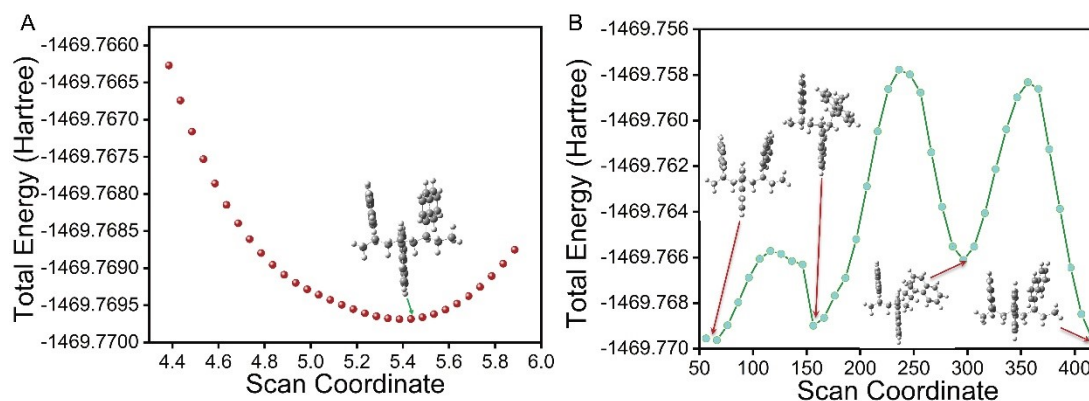 A
Total Energy (Hartree)
-1469.7660
-1469.7665
-1469.7670
-1469.7675
-1469.7680
-1469.7685
-1469.7690
-1469.7695
-1469.7700
4.4 4.6 4.8 5.0 5.2 5.4 5.6 5.8 6.0
Scan Coordinate
B
Total Energy (Hartree)
-1469.756
-1469.758
-1469.760
-1469.762
-1469.764
-1469.766
-1469.768
-1469.770
50 100 150 200 250 300 350 400
Scan Coordinate